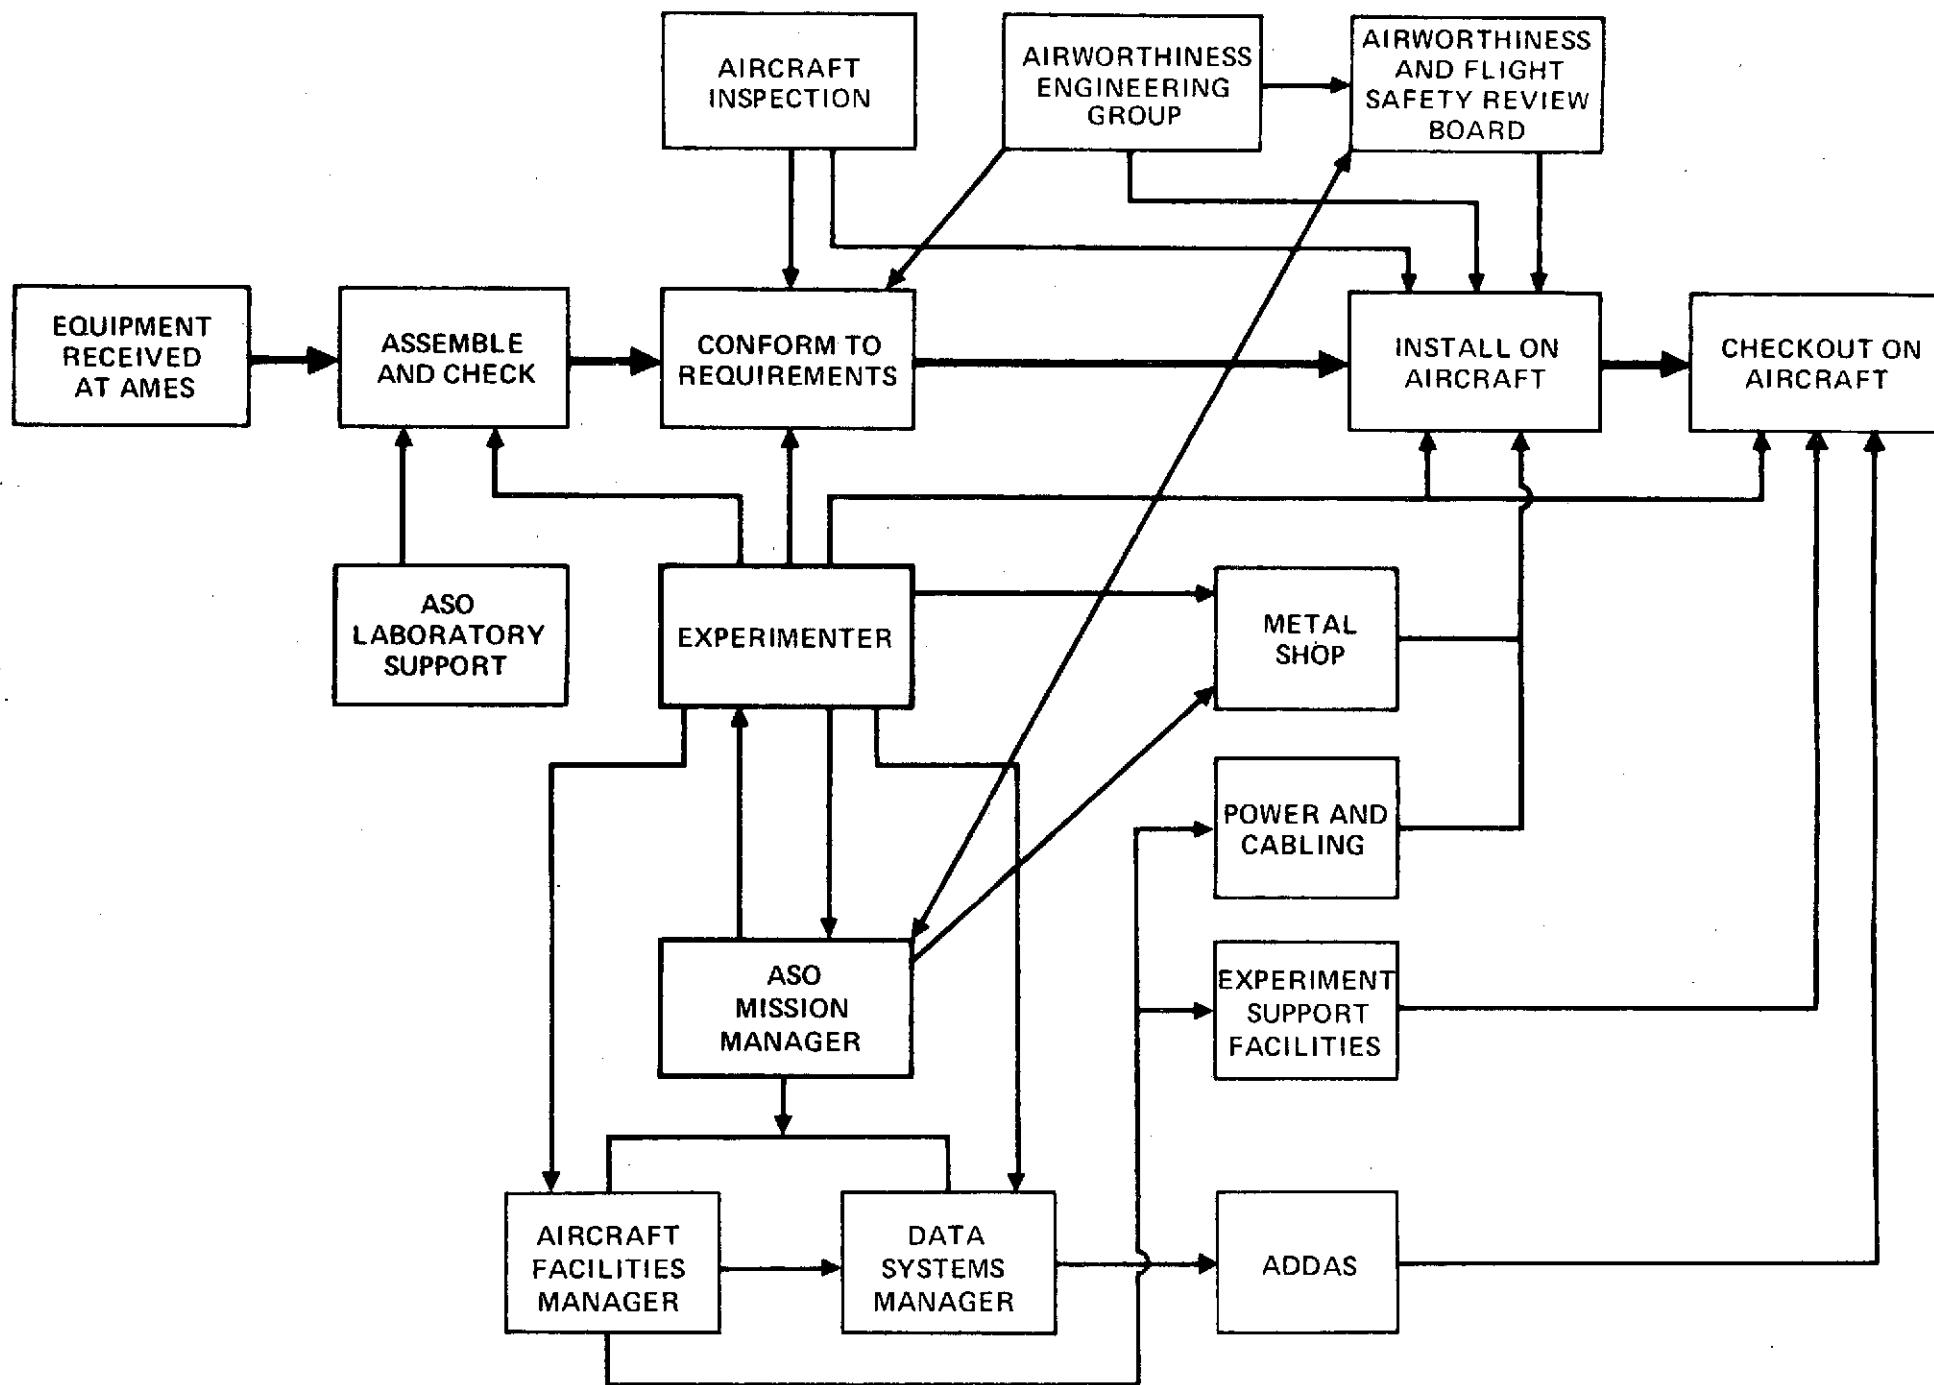 AIRCRAFT
INSPECTION
AIRWORTHINESS
ENGINEERING
GROUP
AIRWORTHINESS
AND FLIGHT
SAFETY REVIEW
BOARD
EQUIPMENT
RECEIVED
AT AMES
ASSEMBLE
AND CHECK
CONFORM TO
REQUIREMENTS
INSTALL ON
AIRCRAFT
CHECKOUT ON
AIRCRAFT
ASO
LABORATORY
SUPPORT
EXPERIMENTER
METAL
SHOP
POWER AND
CABLING
ASO
MISSION
MANAGER
EXPERIMENT
SUPPORT
FACILITIES
AIRCRAFT
FACILITIES
MANAGER
DATA
SYSTEMS
MANAGER
ADDAS